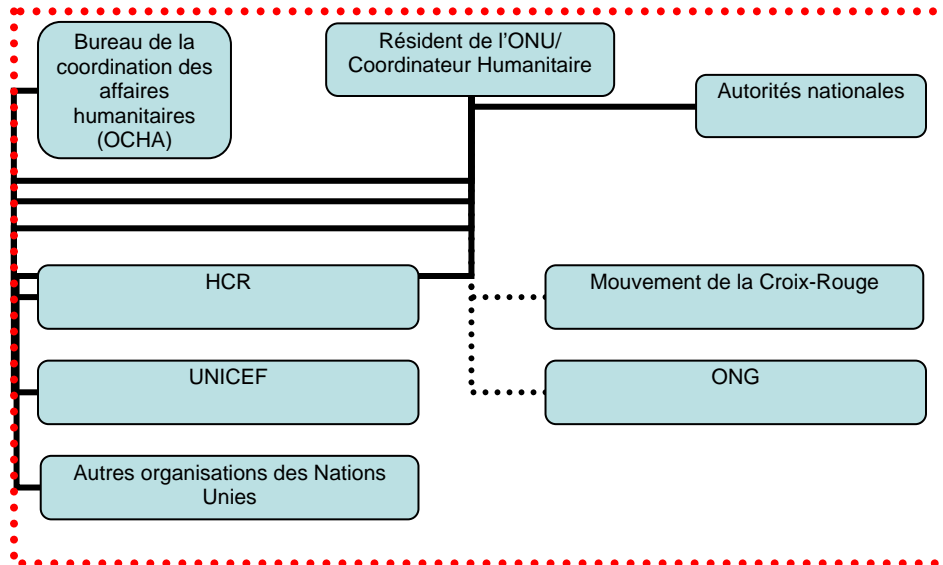 Bureau de la
coordination des
affaires
humanitaires
(OCHA)
Résident de l’ONU/
Coordinateur Humanitaire
Autorités nationales
HCR
Mouvement de la Croix-Rouge
UNICEF
ONG
Autres organisations des Nations
Unies